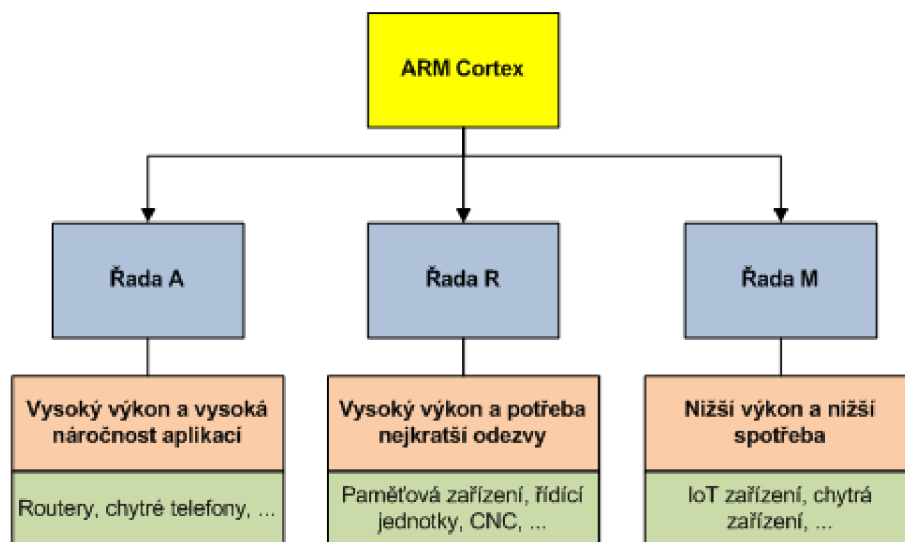 ARM Cortex
Řada A
Řada R
Řada M
Vysoký výkon a vysoká
náročnost aplikací
Vysoký výkon a potřeba
nejkratší odezvy
Nižší výkon a nižší
spotřeba
Routery, chytré telefony, ...
Paměťová zařízení, řídící
jednotky, CNC, ...
IoT zařízení, chytrá
zařízení, ...